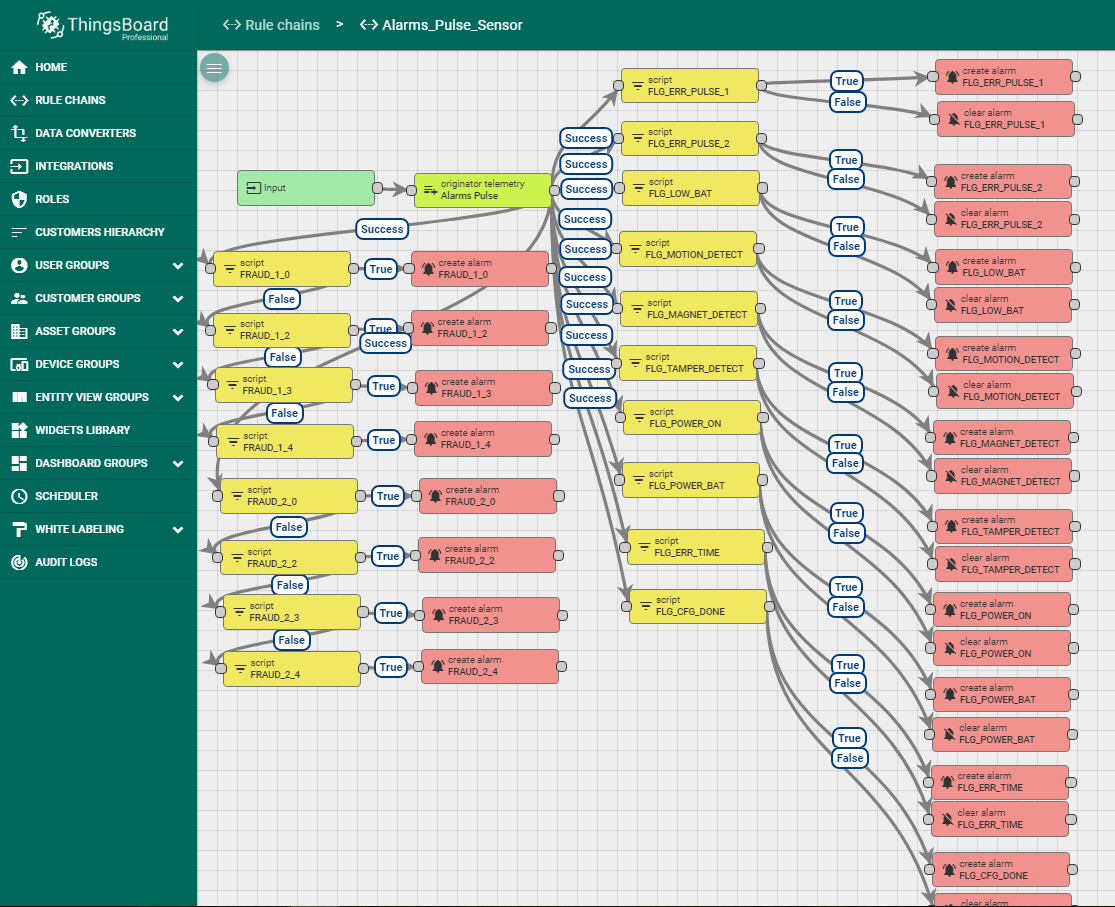 ThingsBoard
Professional
Rule chains > Alarms_Pulse_Sensor
HOME
RULE CHAINS
DATA CONVERTERS
INTEGRATIONS
ROLES
CUSTOMERS HIERARCHY
USER GROUPS
CUSTOMER GROUPS
ASSET GROUPS
DEVICE GROUPS
ENTITY VIEW GROUPS
WIDGETS LIBRARY
DASHBOARD GROUPS
SCHEDULER
WHITE LABELING
AUDIT LOGS
Input
originator telemetry
Alarms Pulse
Success
script
FRAUD_1_0
True
create alarm
FRAUD_1_0
False
script
FRAUD_1_2
True
create alarm
FRAUD_1_2
Success
False
script
FRAUD_1_3
True
create alarm
FRAUD_1_3
False
script
FRAUD_1_4
True
create alarm
FRAUD_1_4
script
FRAUD_2_0
True
create alarm
FRAUD_2_0
False
script
FRAUD_2_2
True
create alarm
FRAUD_2_2
False
script
FRAUD_2_3
True
create alarm
FRAUD_2_3
False
script
FRAUD_2_4
True
create alarm
FRAUD_2_4
Success
Success
Success
Success
Success
Success
Success
Success
Success
Success
script
FLG_ERR_PULSE_1
script
FLG_ERR_PULSE_2
script
FLG_LOW_BAT
script
FLG_MOTION_DETECT
script
FLG_MAGNET_DETECT
script
FLG_TAMPER_DETECT
script
FLG_POWER_ON
script
FLG_POWER_BAT
script
FLG_ERR_TIME
script
FLG_CFG_DONE
True
False
True
False
True
False
True
False
True
False
True
False
True
False
True
False
True
False
True
False
create alarm
FLG_ERR_PULSE_1
clear alarm
FLG_ERR_PULSE_1
create alarm
FLG_ERR_PULSE_2
clear alarm
FLG_ERR_PULSE_2
create alarm
FLG_LOW_BAT
clear alarm
FLG_LOW_BAT
create alarm
FLG_MOTION_DETECT
clear alarm
FLG_MOTION_DETECT
create alarm
FLG_MAGNET_DETECT
clear alarm
FLG_MAGNET_DETECT
create alarm
FLG_TAMPER_DETECT
clear alarm
FLG_TAMPER_DETECT
create alarm
FLG_POWER_ON
clear alarm
FLG_POWER_ON
create alarm
FLG_POWER_BAT
clear alarm
FLG_POWER_BAT
create alarm
FLG_ERR_TIME
clear alarm
FLG_ERR_TIME
create alarm
FLG_CFG_DONE
clear alarm